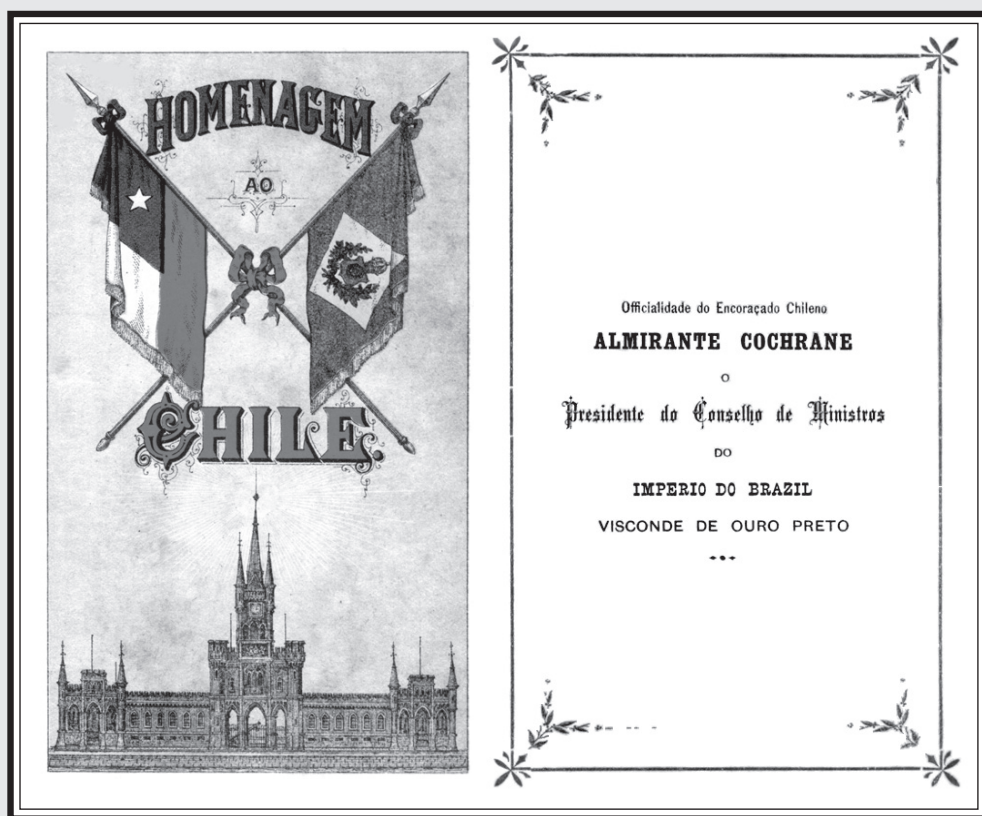 HOMENAGEM
AO
CHILE.
Officialidade do Encoraçado Chileno
ALMIRANTE COCHRANE
O
Presidente do Conselho de Ministros
DO
IMPERIO DO BRAZIL
VISCONDE DE OURO PRETO